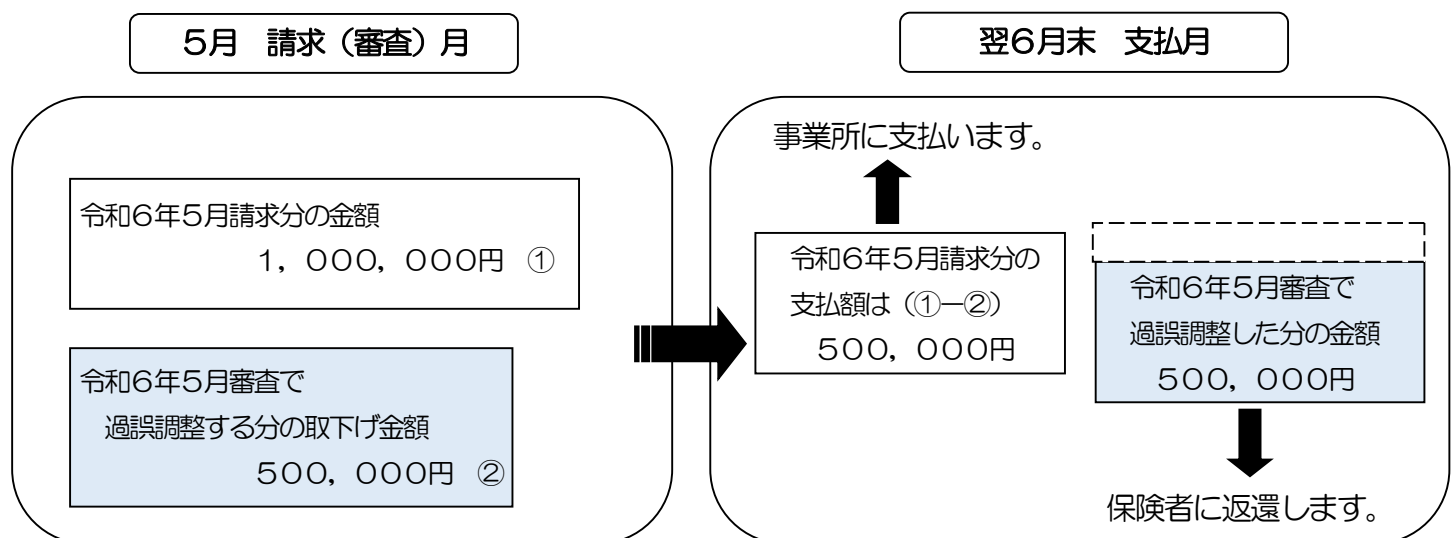 5月　請求（審査）月
令和6年5月請求分の金額
1，000，000円　①
令和6年5月審査で
過誤調整する分の取下げ金額
500，000円　②
翌6月末　支払月
事業所に支払います。
令和6年5月請求分の
支払額は（①－②）
500，000円
令和6年5月審査で
過誤調整した分の金額
500，000円
保険者に返還します。